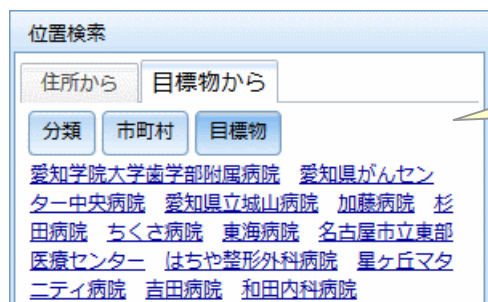 位置検索
住所から 目標物から
分類 市町村 目標物
愛知学院大学歯学部附属病院 愛知県がんセン
ター中央病院 愛知県立城山病院 加藤病院 杉
田病院 ちくさ病院 東海病院 名古屋市立東部
医療センター はちや整形外科病院 星ヶ丘マタ
ニティ病院 吉田病院 和田内科病院